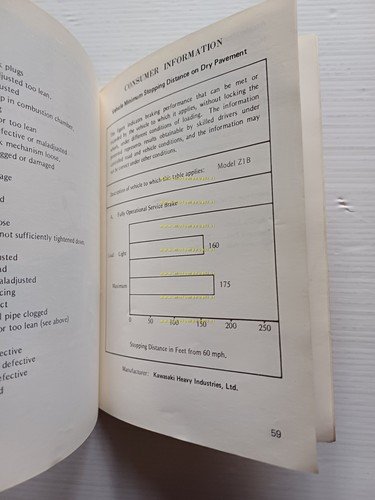 plugs
djusted too lean,
usted
p in combustion chamber,
or too lean
efective or maladjusted
k mechanism loose,
ogged or damaged
age
ose
not sufficiently tightened down
usted
ed
aladjusted
cing
ct
l pipe clogged
or too lean (see above)
ective
defective
efective
d
CONSUMER INFORMATION
Vehicle Minimum Stopping Distance on Dry Pavement
This figure indicates braking performance that can be met or
exceeded by the vehicle to which it applies, without locking the
wheels, under different conditions of loading. The information
presented represents results obtainable by skilled drivers under
controlled road and vehicle conditions, and the information may
not be correct under other conditions.
Description of vehicle to which this table applies: Model Z1B
A. Fully Operational Service Brake
Load Light 160
Maximum 175
0 50 100 150 200 250
Stopping Distance in Feet from 60 mph.
Manufacturer: Kawasaki Heavy Industries, Ltd.
59